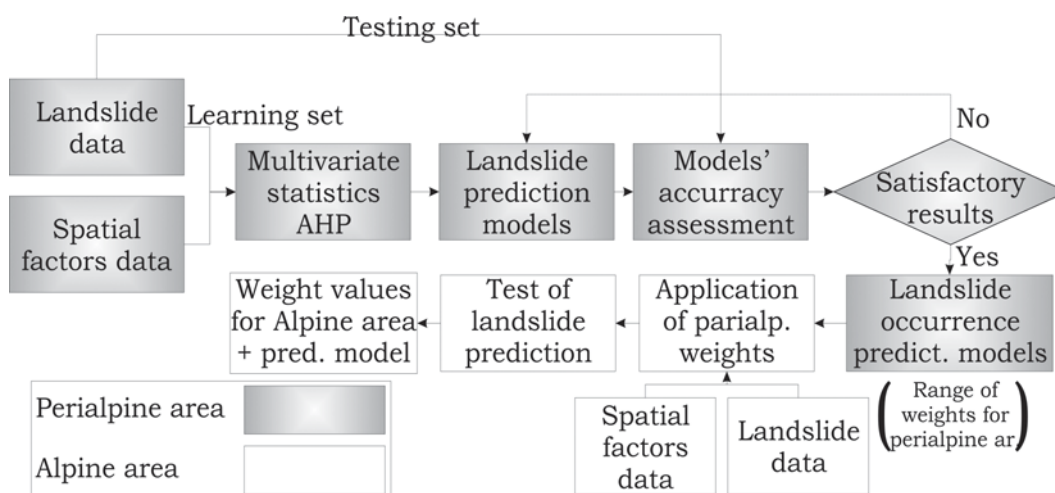 Testing set
Landslide
data
Learning set
Spatial
factors data
Multivariate
statistics
AHP
Landslide
prediction
models
Models'
accurracy
assessment
No
Satisfactory
results
Yes
Landslide
occurrence
predict. models
Range of
weights for
perialpine ar
Application
of parialp.
weights
Test of
landslide
prediction
Weight values
for Alpine area
+ pred. model
Spatial
factors
data
Landslide
data
Perialpine area
Alpine area